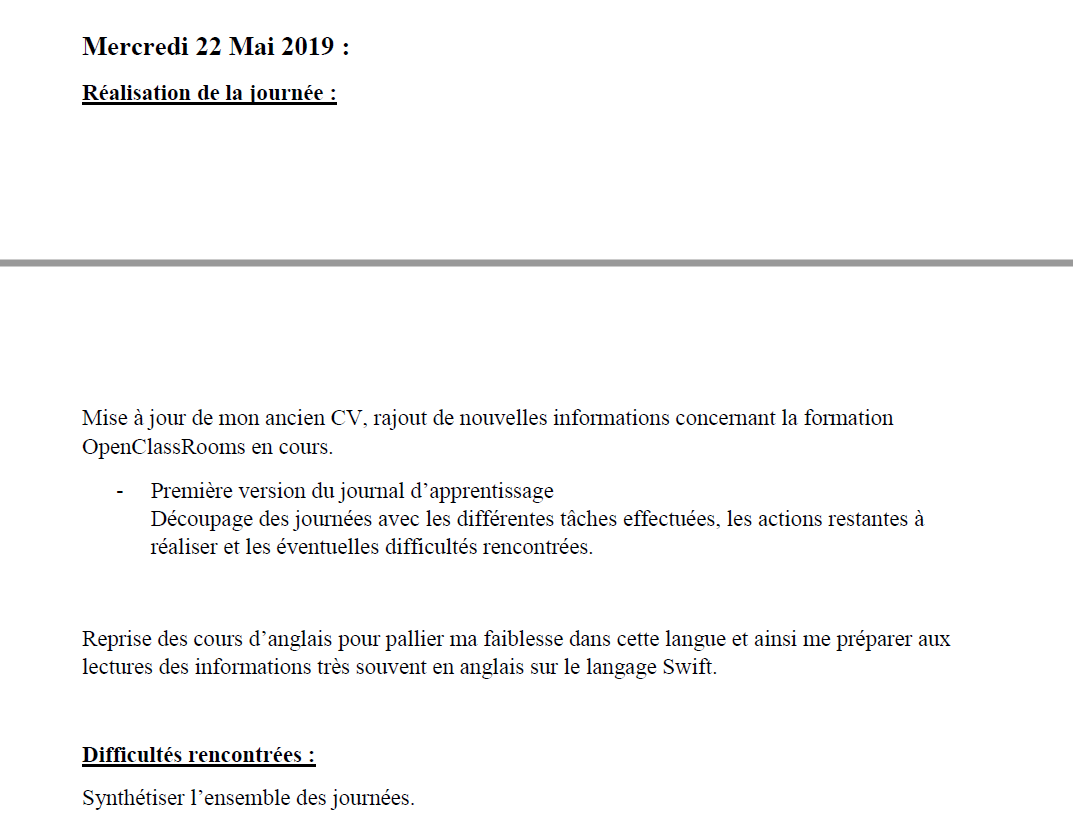 Mercredi 22 Mai 2019 :
Réalisation de la journée :
Mise à jour de mon ancien CV, rajout de nouvelles informations concernant la formation
OpenClassRooms en cours.
- Première version du journal d’apprentissage
Découpage des journées avec les différentes tâches effectuées, les actions restantes à
réaliser et les éventuelles difficultés rencontrées.
Reprise des cours d’anglais pour pallier ma faiblesse dans cette langue et ainsi me préparer aux
lectures des informations très souvent en anglais sur le langage Swift.
Difficultés rencontrées :
Synthétiser l’ensemble des journées.